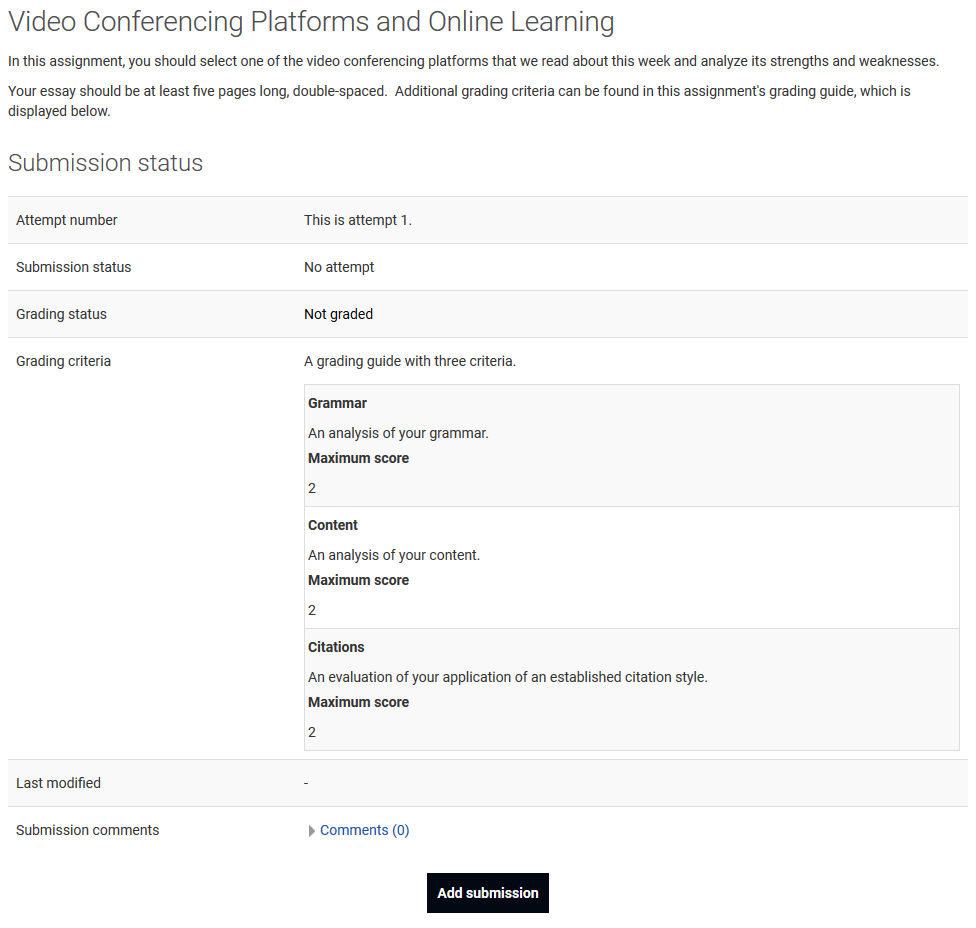 Video Conferencing Platforms and Online Learning
In this assignment, you should select one of the video conferencing platforms that we read about this week and analyze its strengths and weaknesses.
Your essay should be at least five pages long, double-spaced.  Additional grading criteria can be found in this assignment's grading guide, which is
displayed below.
Submission status
Attempt number This is attempt 1.
Submission status No attempt
Grading status Not graded
Grading criteria A grading guide with three criteria.
Grammar
An analysis of your grammar.
Maximum score
2
Content
An analysis of your content.
Maximum score
2
Citations
An evaluation of your application of an established citation style.
Maximum score
2
Last modified -
Submission comments Comments (0)
Add submission